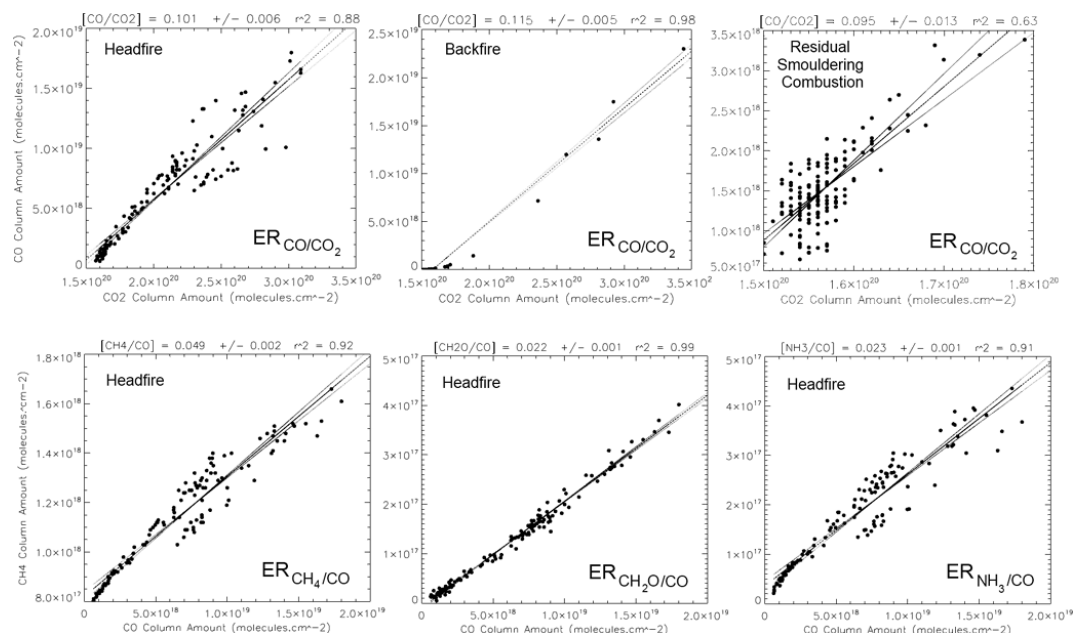 [CO/CO2] = 0.101 +/- 0.006 r^2 = 0.88
Headfire
2.0×10^19
1.5×10^19
1.0×10^19
5.0×10^18
CO Column Amount (molecules.cm^-2)
1.5×10^20 2.0×10^20 2.5×10^20 3.0×10^20 3.5×10^20
CO2 Column Amount (molecules.cm^-2)
ER CO/CO2
[CO/CO2] = 0.115 +/- 0.005 r^2 = 0.98
Backfire
2.5×10^19
2.0×10^19
1.5×10^19
1.0×10^19
5.0×10^18
0
1.5×10^20 2.0×10^20 2.5×10^20 3.0×10^20 3.5×10^20
CO2 Column Amount (molecules.cm^-2)
ER CO/CO2
[CO/CO2] = 0.095 +/- 0.013 r^2 = 0.63
Residual
Smouldering
Combustion
3.5×10^18
3.0×10^18
2.5×10^18
2.0×10^18
1.5×10^18
1.0×10^18
5.0×10^17
1.5×10^20 1.6×10^20 1.7×10^20 1.8×10^20
CO2 Column Amount (molecules.cm^-2)
ER CO/CO2
[CH4/CO] = 0.049 +/- 0.002 r^2 = 0.92
Headfire
1.8×10^18
1.6×10^18
1.4×10^18
1.2×10^18
1.0×10^18
8.0×10^17
CH4 Column Amount (molecules.cm-2)
5.0×10^18 1.0×10^19 1.5×10^19 2.0×10^19
CO Column Amount (molecules.cm^-2)
ER CH4/CO
[CH2O/CO] = 0.022 +/- 0.001 r^2 = 0.99
Headfire
5×10^17
4×10^17
3×10^17
2×10^17
1×10^17
0
5.0×10^18 1.0×10^19 1.5×10^19 2.0×10^19
CO Column Amount (molecules.cm^-2)
ER CH2O/CO
[NH3/CO] = 0.023 +/- 0.001 r^2 = 0.91
Headfire
5×10^17
4×10^17
3×10^17
2×10^17
1×10^17
0
5.0×10^18 1.0×10^19 1.5×10^19 2.0×10^19
CO Column Amount (molecules.cm^-2)
ER NH3/CO